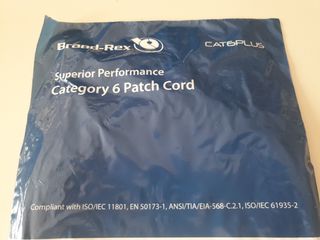 Brand-Rex CAT6PLUS
Superior Performance
Category 6 Patch Cord
Compliant with ISO/IEC 11801, EN 50173-1, ANSI/TIA/EIA-568-C.2.1, ISO/IEC 61935-2